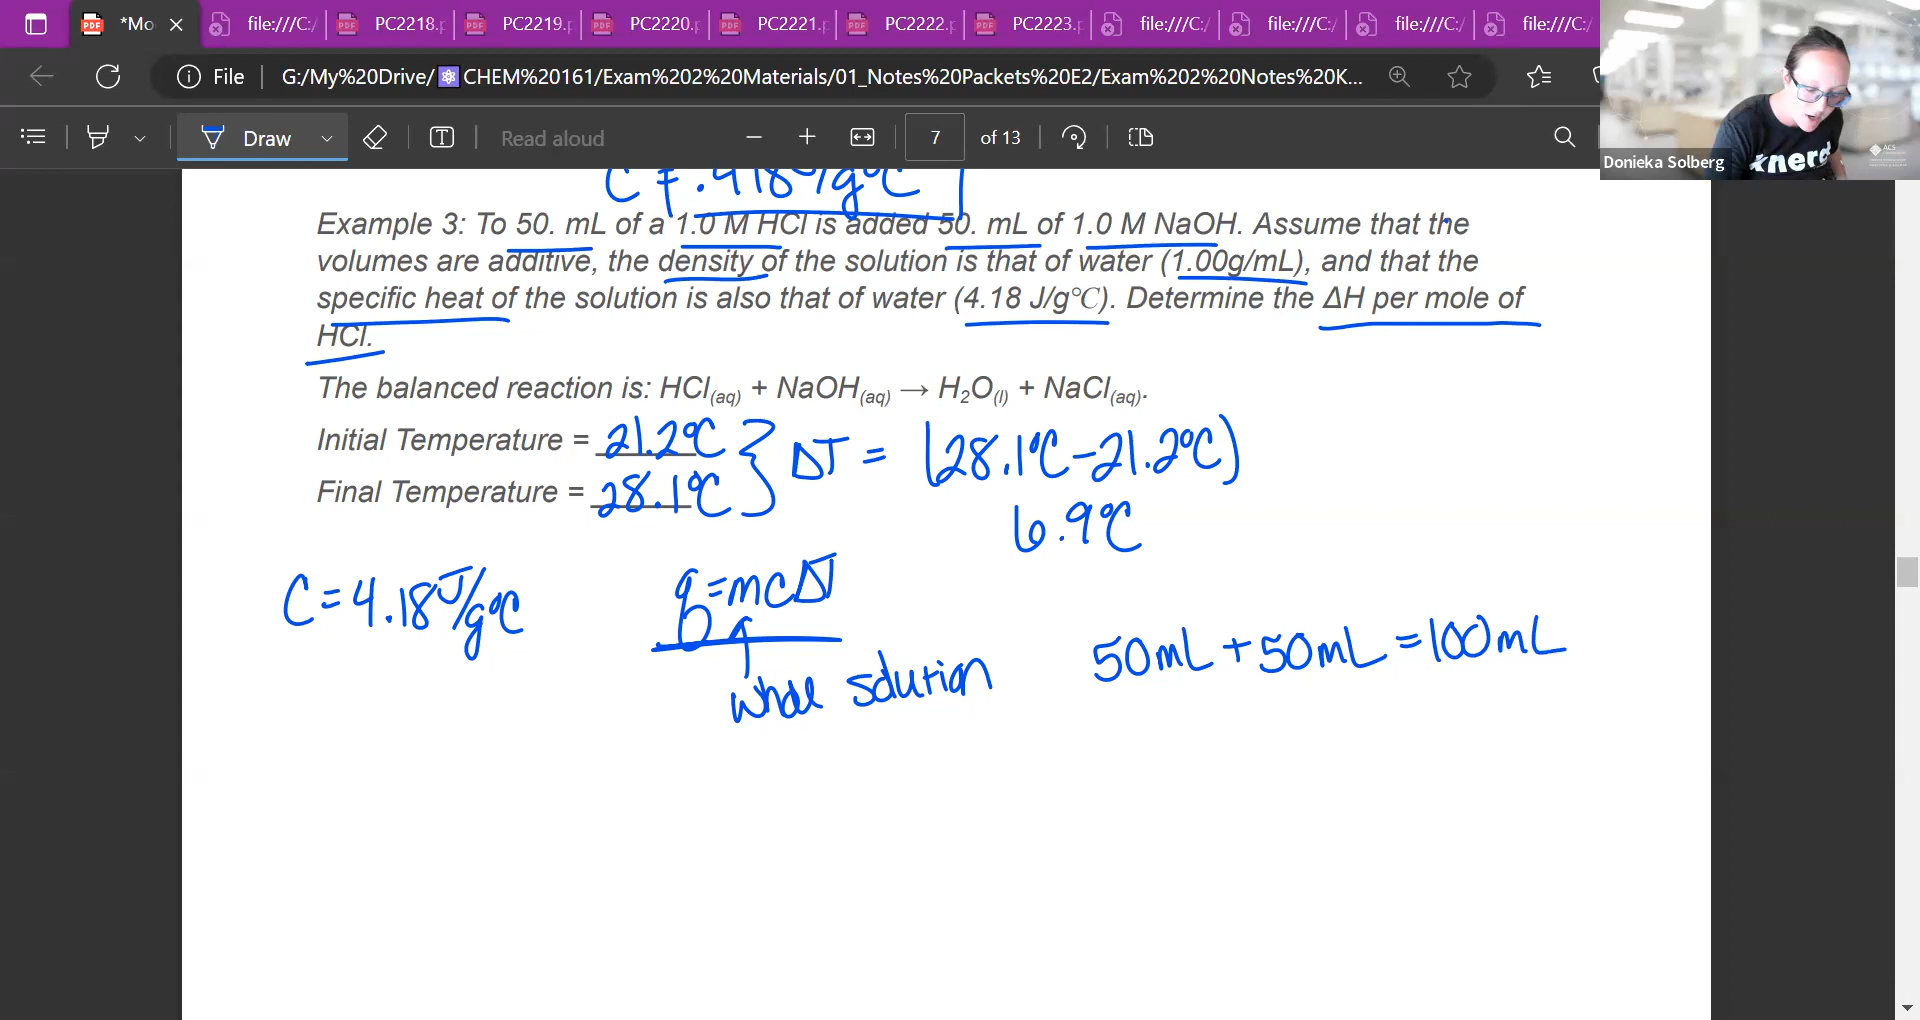 *Mo
file:///C:/
PC2218.p
PC2219.p
PC2220.p
PC2221.p
PC2222.p
PC2223.p
file:///C:/
file:///C:/
file:///C:/
file:///C:/
File
G:/My%20Drive/⚛CHEM%20161/Exam%202%20Materials/01_Notes%20Packets%20E2/Exam%202%20Notes%20K...
Draw
Read aloud
7 of 13
Donieka Solberg
ACS
C = .418 J/g°C
Example 3: To 50. mL of a 1.0 M HCl is added 50. mL of 1.0 M NaOH. Assume that the
volumes are additive, the density of the solution is that of water (1.00g/mL), and that the
specific heat of the solution is also that of water (4.18 J/g°C). Determine the ΔH per mole of
HCl.
The balanced reaction is: HCl(aq) + NaOH(aq) → H2O(l) + NaCl(aq).
Initial Temperature = 21.2°C
Final Temperature = 28.1°C
ΔT = (28.1°C-21.2°C)
6.9°C
C=4.18 J/g°C
q=mcΔT
whole solution
50mL+50mL=100mL